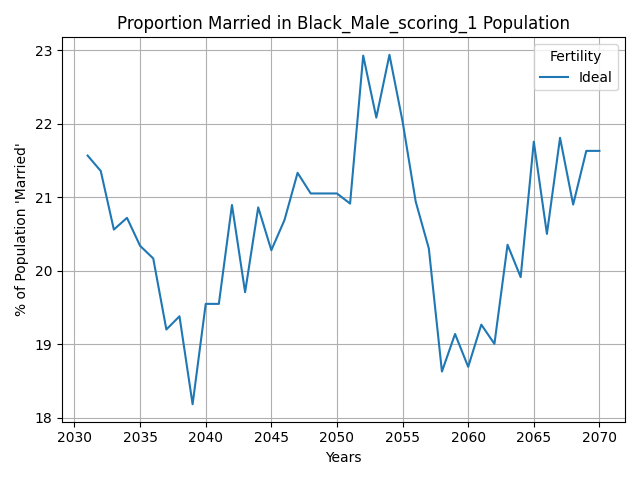 Proportion Married in Black_Male_scoring_1 Population
Fertility
Ideal
% of Population 'Married'
23
22
21
20
19
18
2030 2035 2040 2045 2050 2055 2060 2065 2070
Years